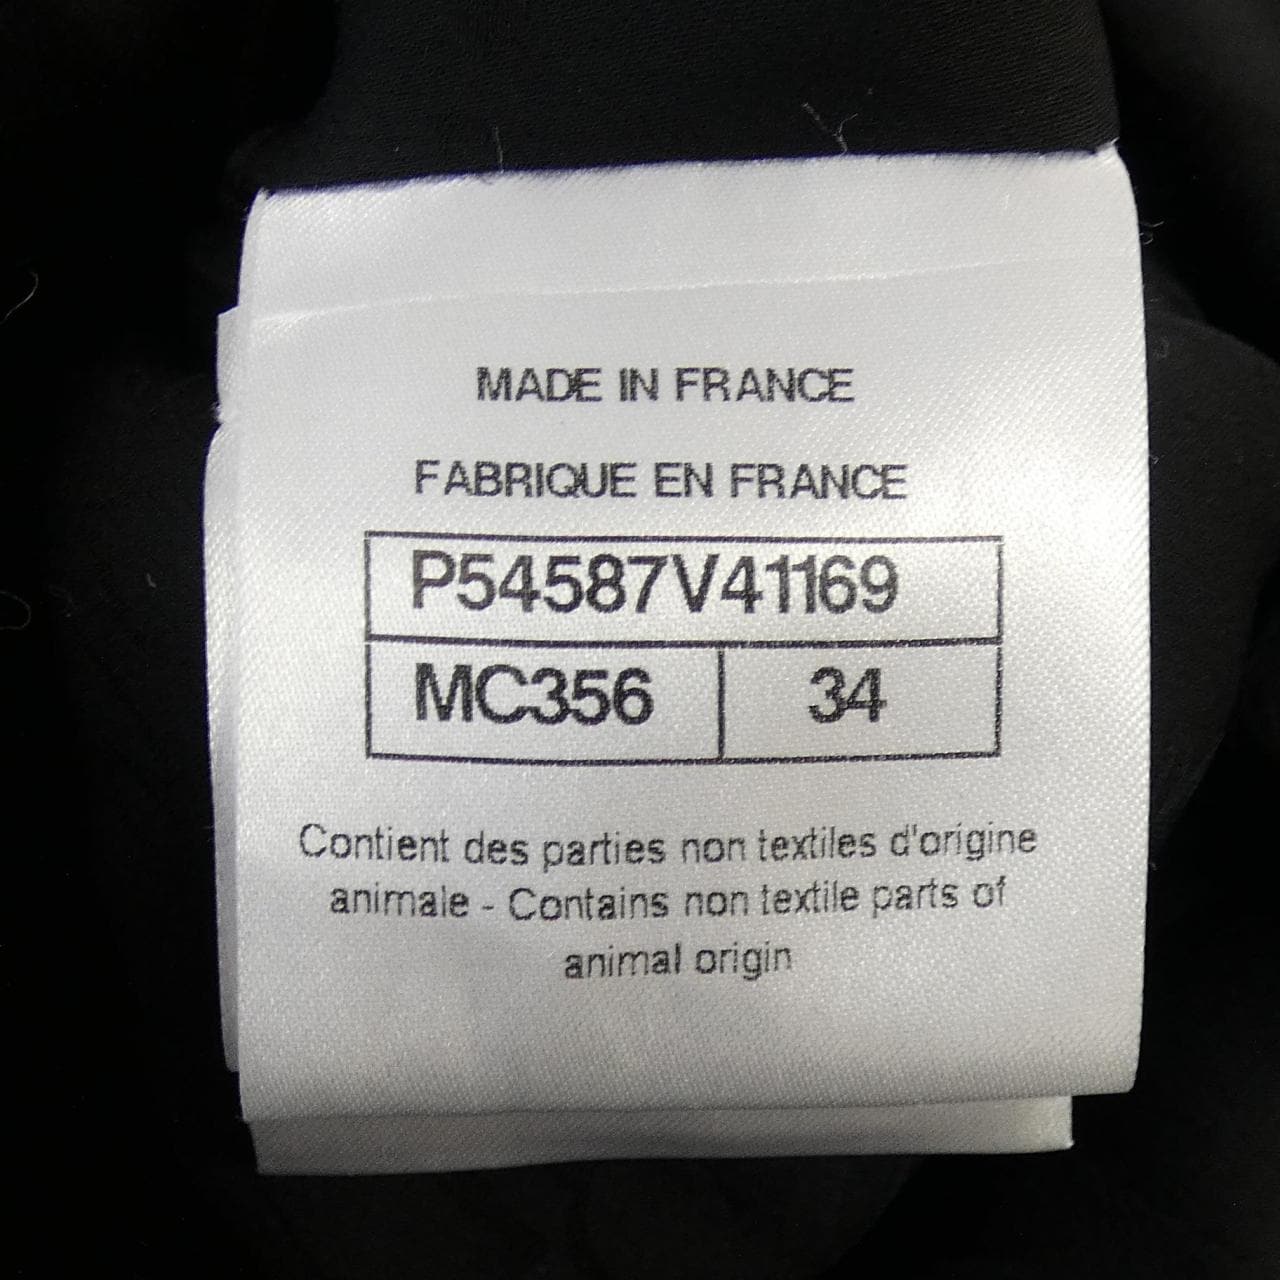 MADE IN FRANCE
FABRIQUE EN FRANCE
P54587V41169
MC356 34
Contient des parties non textiles d'origine
animale - Contains non textile parts of
animal origin